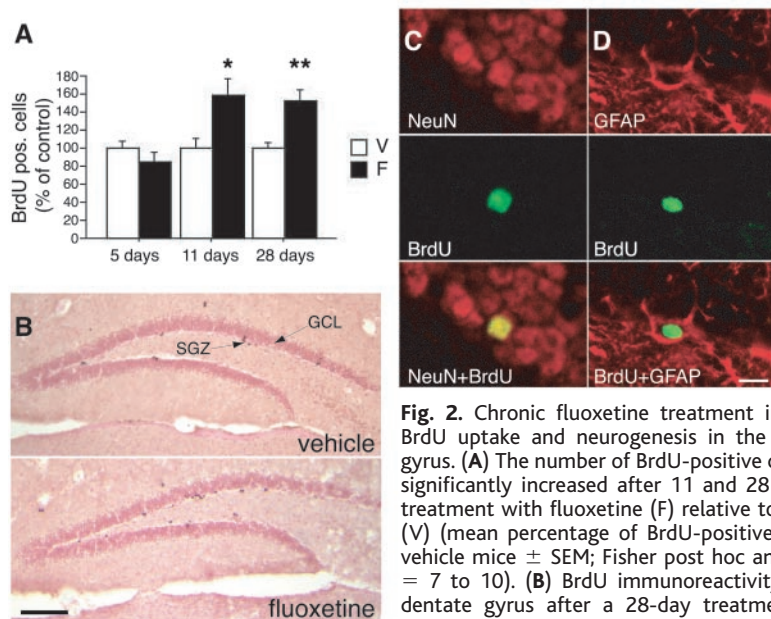 A
BrdU pos. cells
(% of control)
180
160
140
120
100
80
60
40
20
0
*
**
V
F
5 days
11 days
28 days
B
GCL
SGZ
vehicle
fluoxetine
C
D
NeuN
GFAP
BrdU
BrdU
NeuN+BrdU
BrdU+GFAP
Fig. 2. Chronic fluoxetine treatment i
BrdU uptake and neurogenesis in the
gyrus. (A) The number of BrdU-positive
significantly increased after 11 and 28
treatment with fluoxetine (F) relative to
(V) (mean percentage of BrdU-positive
vehicle mice ± SEM; Fisher post hoc an
= 7 to 10). (B) BrdU immunoreactivity
dentate gyrus after a 28-day treatme